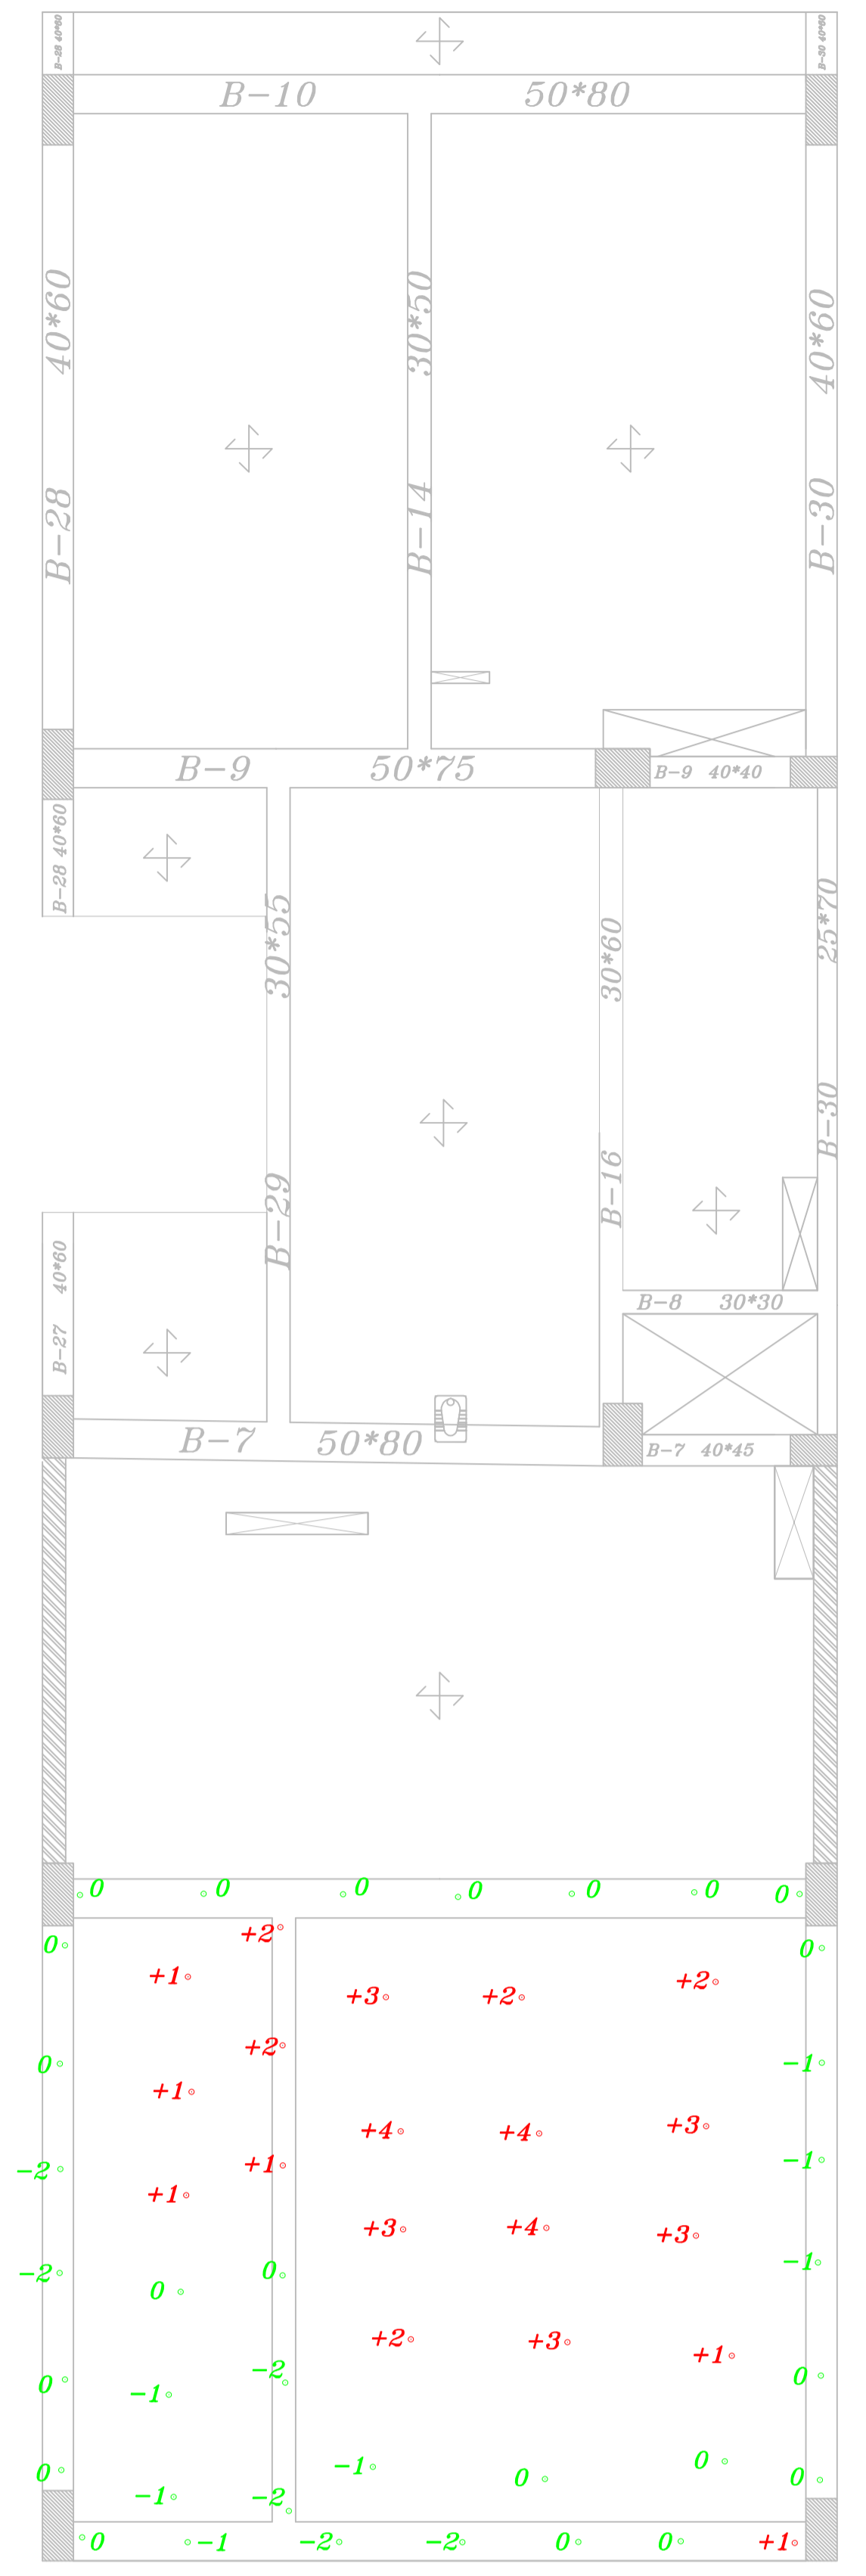 B-28 40*60
B-30 40*60
B-10 50*80
B-28 40*60
B-14 30*50
B-30 40*60
B-9 50*75
B-9 40*40
B-28 40*60
B-29 30*55
B-16 30*60
B-30 25*70
B-27 40*60
B-8 30*30
B-7 50*80
B-7 40*45
0 0 0 0 0 0 0
+2
0 0
+1 +3 +2 +2
0 +2 -1
+1
+4 +4 +3
-2 +1 -1
+1
+3 +4 +3
-2 0 0 -1
+2 +3 +1
0 -1 -2 0
-1 0 0
0 -1 -2 0
0 -1 -2 -2 0 0 +1